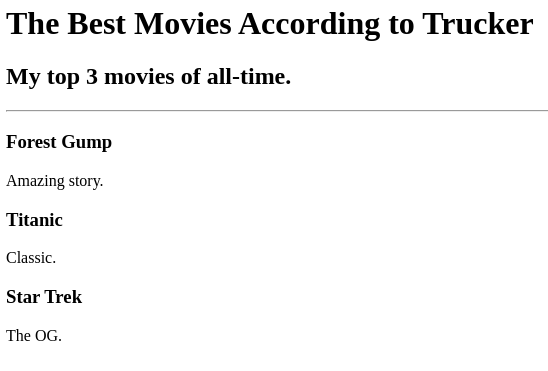 The Best Movies According to Trucker
My top 3 movies of all-time.
Forest Gump
Amazing story.
Titanic
Classic.
Star Trek
The OG.